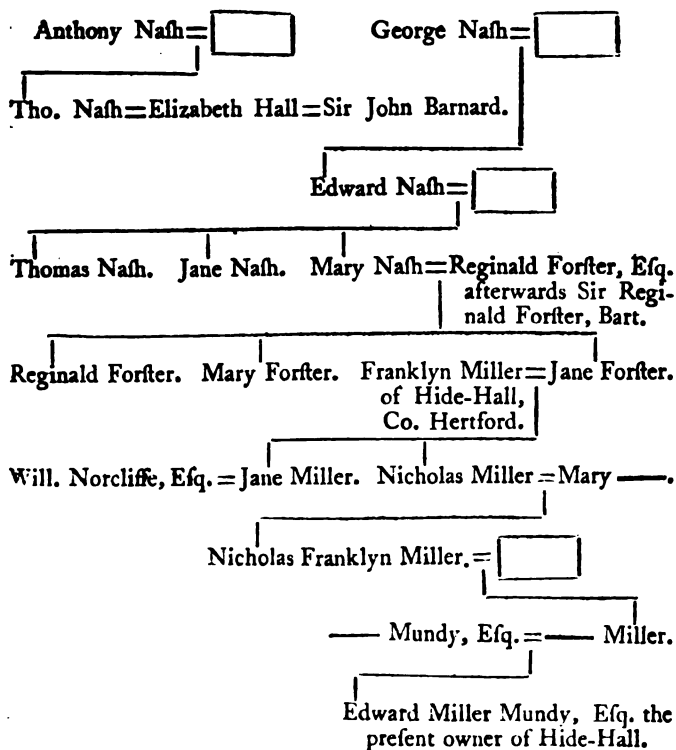 Anthony Naſh= George Naſh=
Tho. Naſh=Elizabeth Hall=Sir John Barnard.
Edward Naſh=
Thomas Naſh. Jane Naſh. Mary Naſh=Reginald Forſter, Eſq.
afterwards Sir Regi-
nald Forſter, Bart.
Reginald Forſter. Mary Forſter. Franklyn Miller=Jane Forſter.
of Hide-Hall,
Co. Hertford.
Will. Norcliffe, Eſq.=Jane Miller. Nicholas Miller=Mary ——.
Nicholas Franklyn Miller.=
—— Mundy, Eſq.=—— Miller.
Edward Miller Mundy, Eſq. the
preſent owner of Hide-Hall.